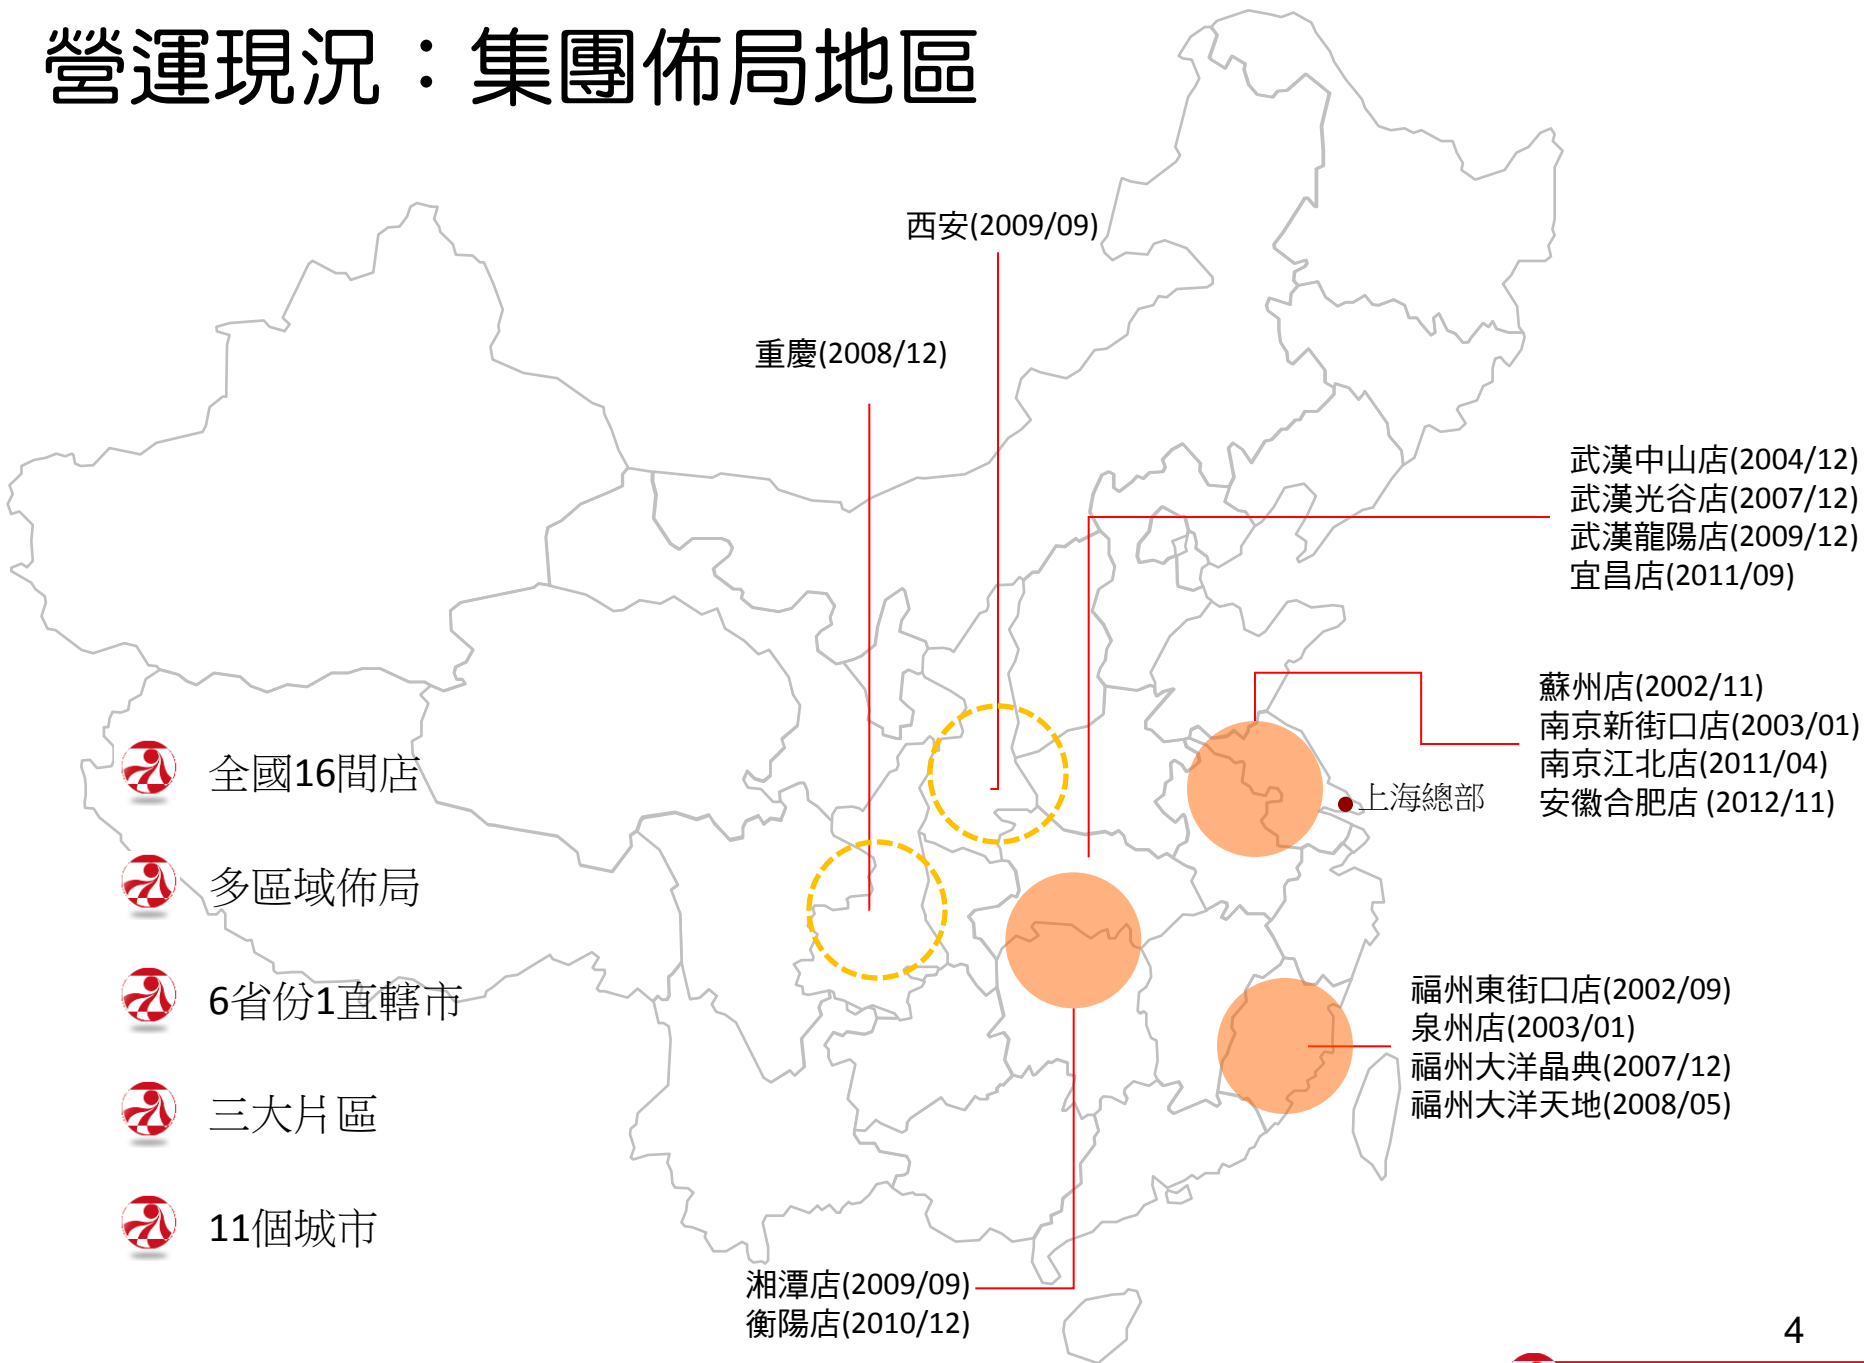 營運現況：集團佈局地區
西安(2009/09)
重慶(2008/12)
武漢中山店(2004/12)
武漢光谷店(2007/12)
武漢龍陽店(2009/12)
宜昌店(2011/09)
蘇州店(2002/11)
南京新街口店(2003/01)
南京江北店(2011/04)
安徽合肥店 (2012/11)
上海總部
全國16間店
多區域佈局
6省份1直轄市
三大片區
11個城市
福州東街口店(2002/09)
泉州店(2003/01)
福州大洋晶典(2007/12)
福州大洋天地(2008/05)
湘潭店(2009/09)
衡陽店(2010/12)
4